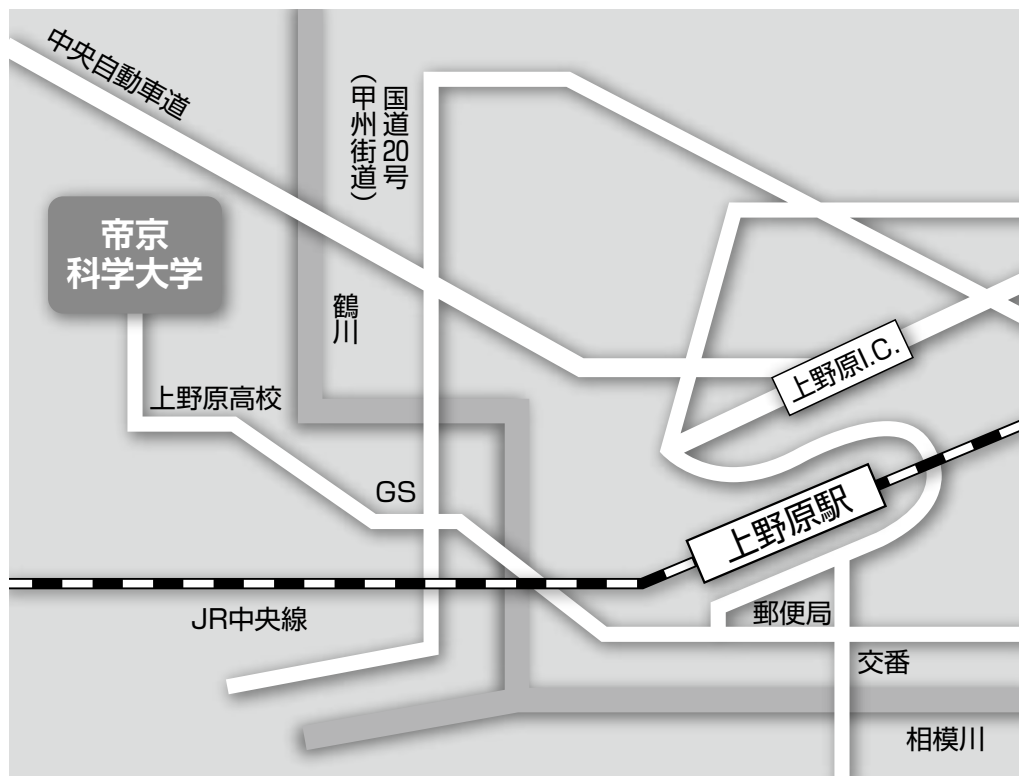 中央自動車道
国道20号
(甲州街道)
帝京
科学大学
鶴川
上野原I.C.
上野原高校
GS
上野原駅
JR中央線
郵便局
交番
相模川